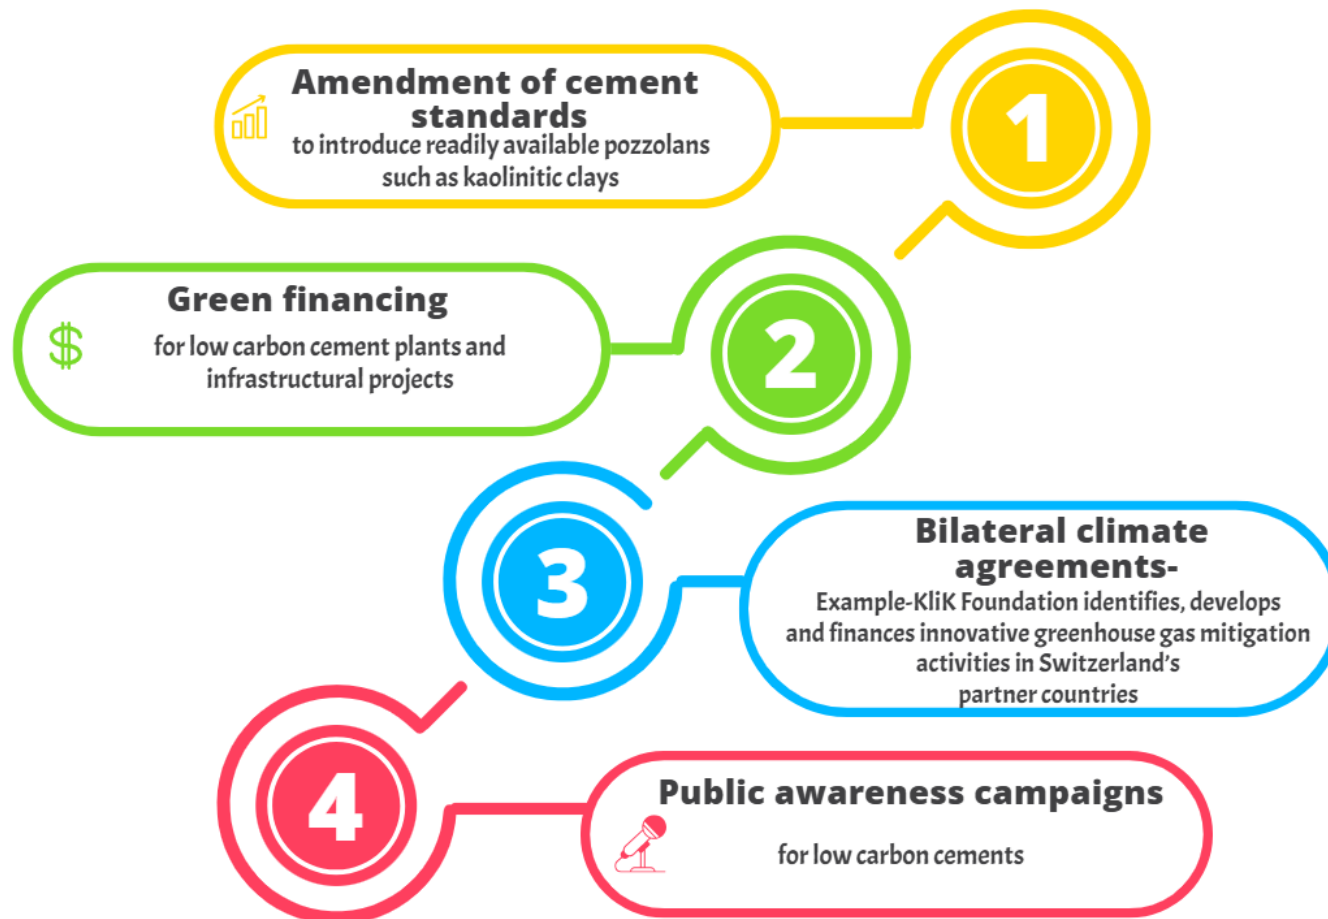 Amendment of cement
standards
to introduce readily available pozzolans
such as kaolinitic clays
1
Green financing
for low carbon cement plants and
infrastructural projects
$
2
3
Bilateral climate
agreements-
Example-KliK Foundation identifies, develops
and finances innovative greenhouse gas mitigation
activities in Switzerland's
partner countries
4
Public awareness campaigns
for low carbon cements